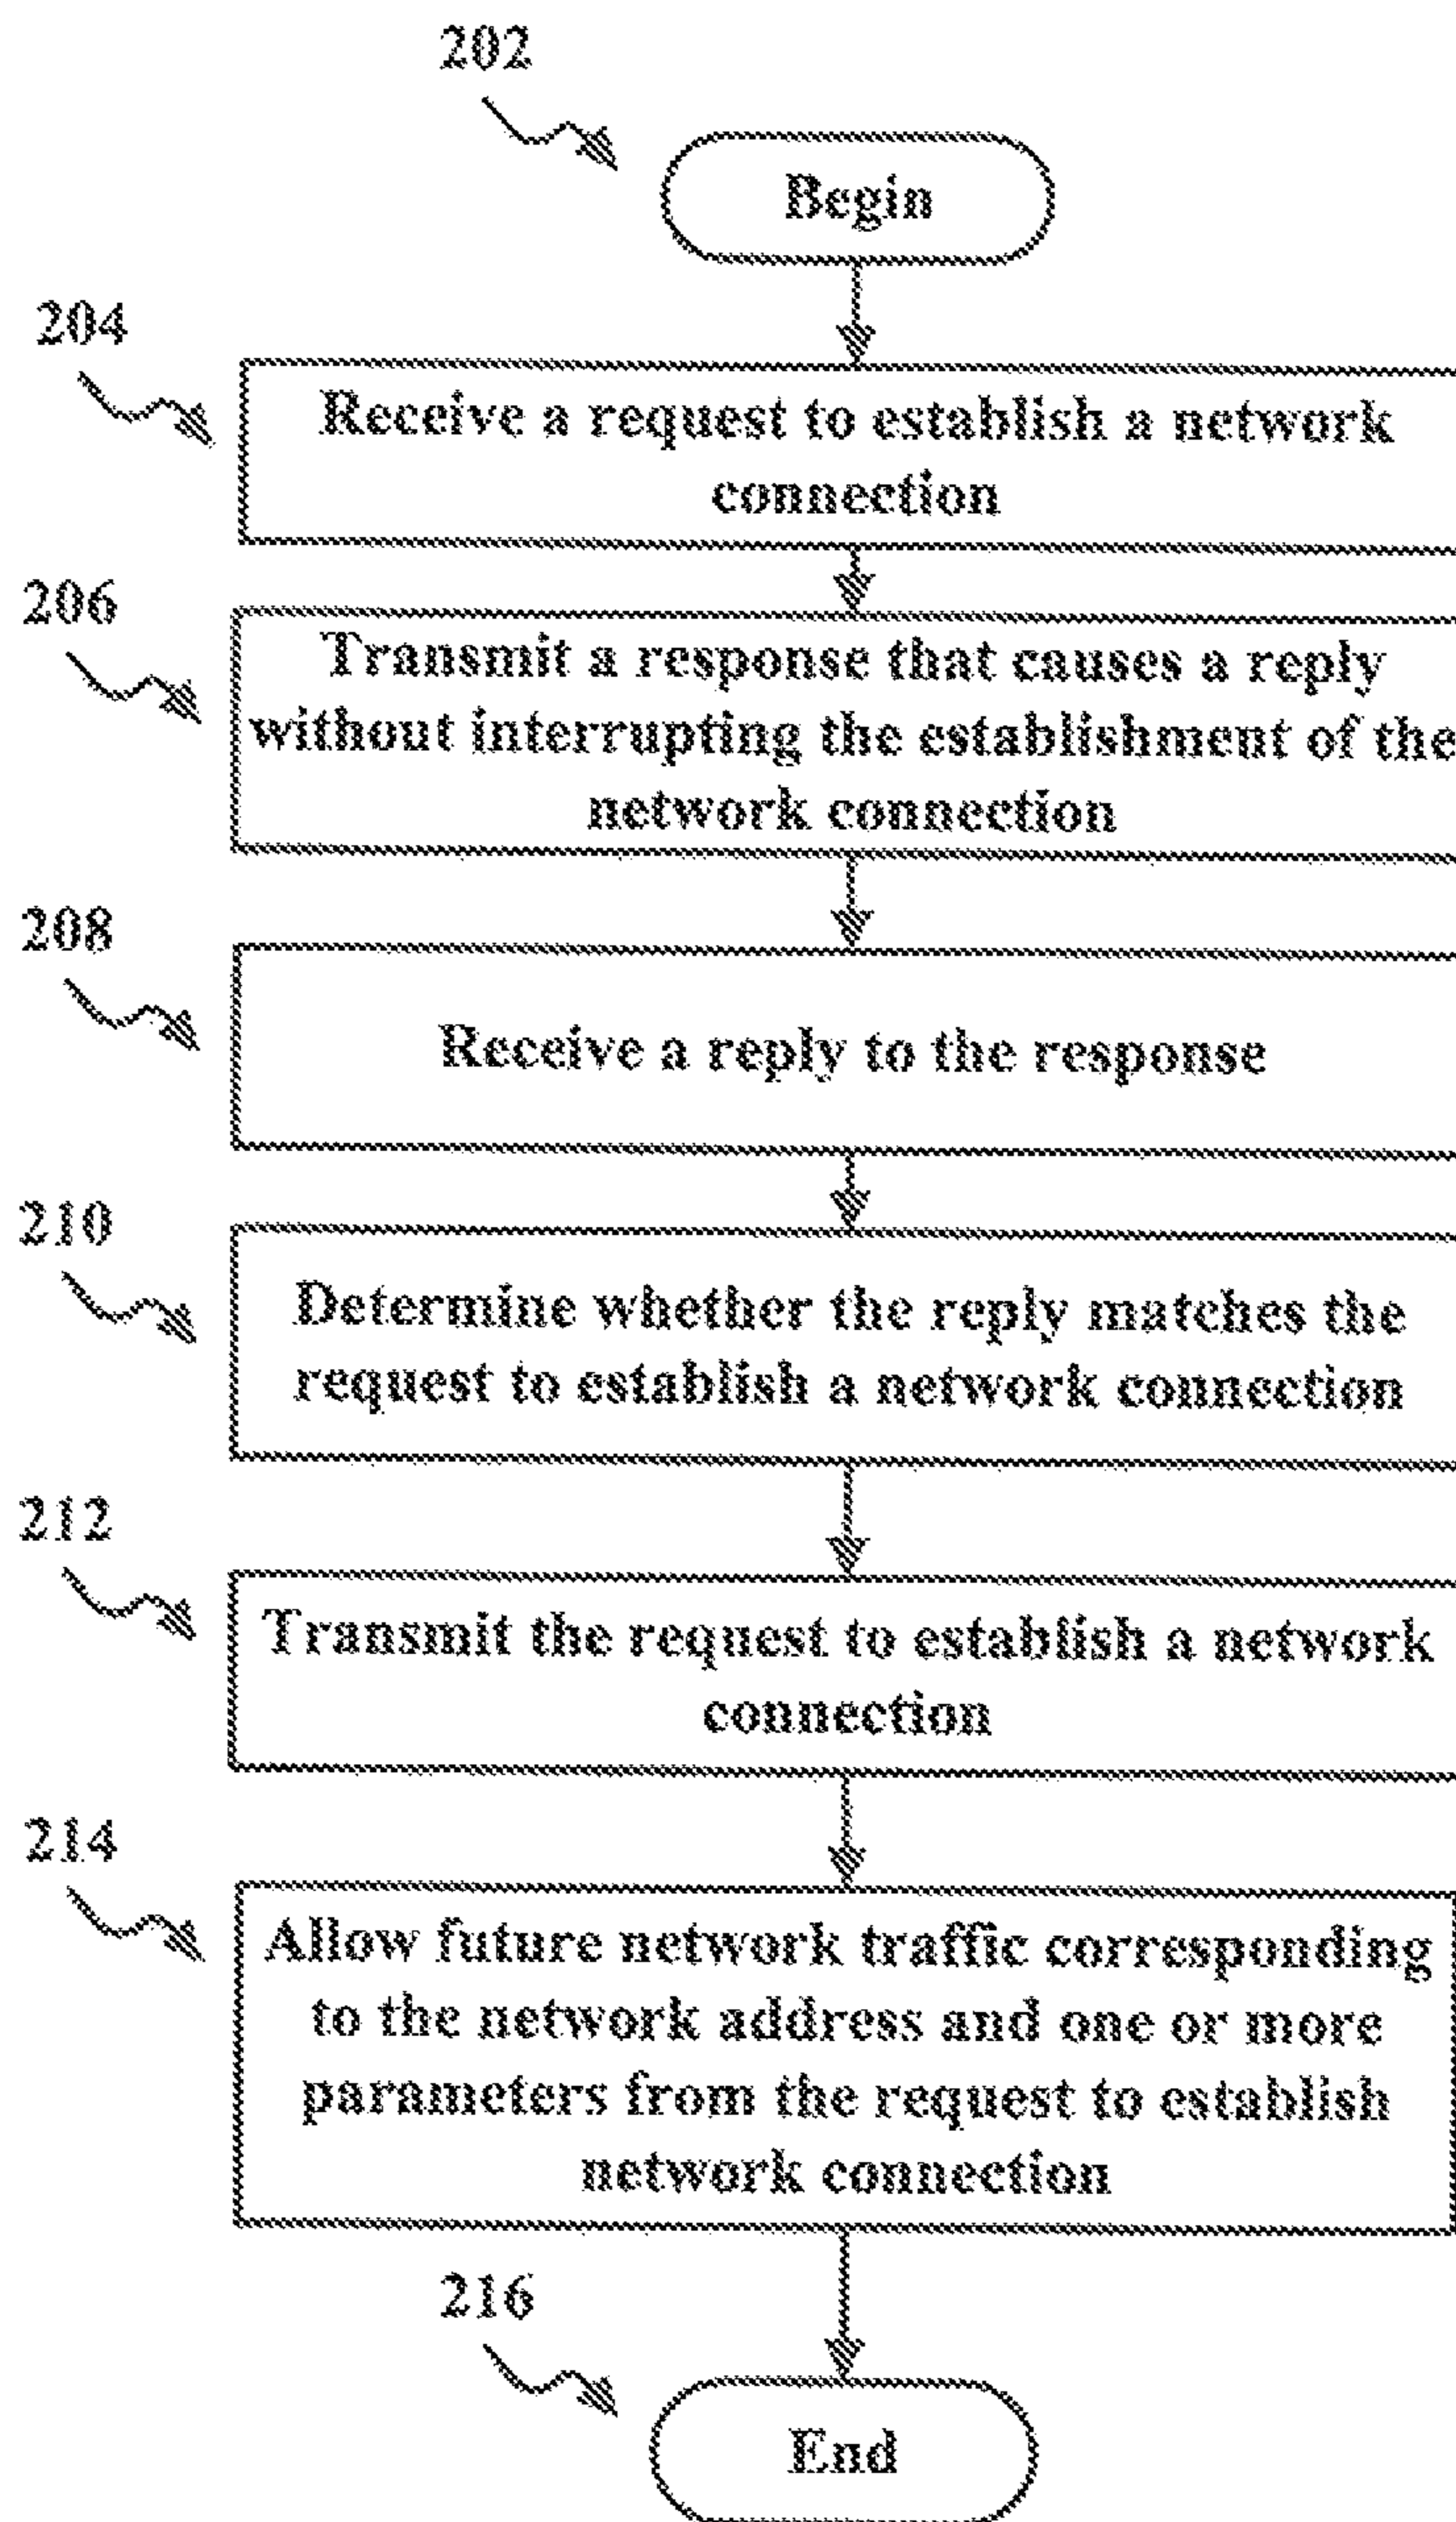 202
Begin
204
Receive a request to establish a network
connection
206
Transmit a response that causes a reply
without interrupting the establishment of the
network connection
208
Receive a reply to the response
210
Determine whether the reply matches the
request to establish a network connection
212
Transmit the request to establish a network
connection
214
Allow future network traffic corresponding
to the network address and one or more
parameters from the request to establish
network connection
216
End